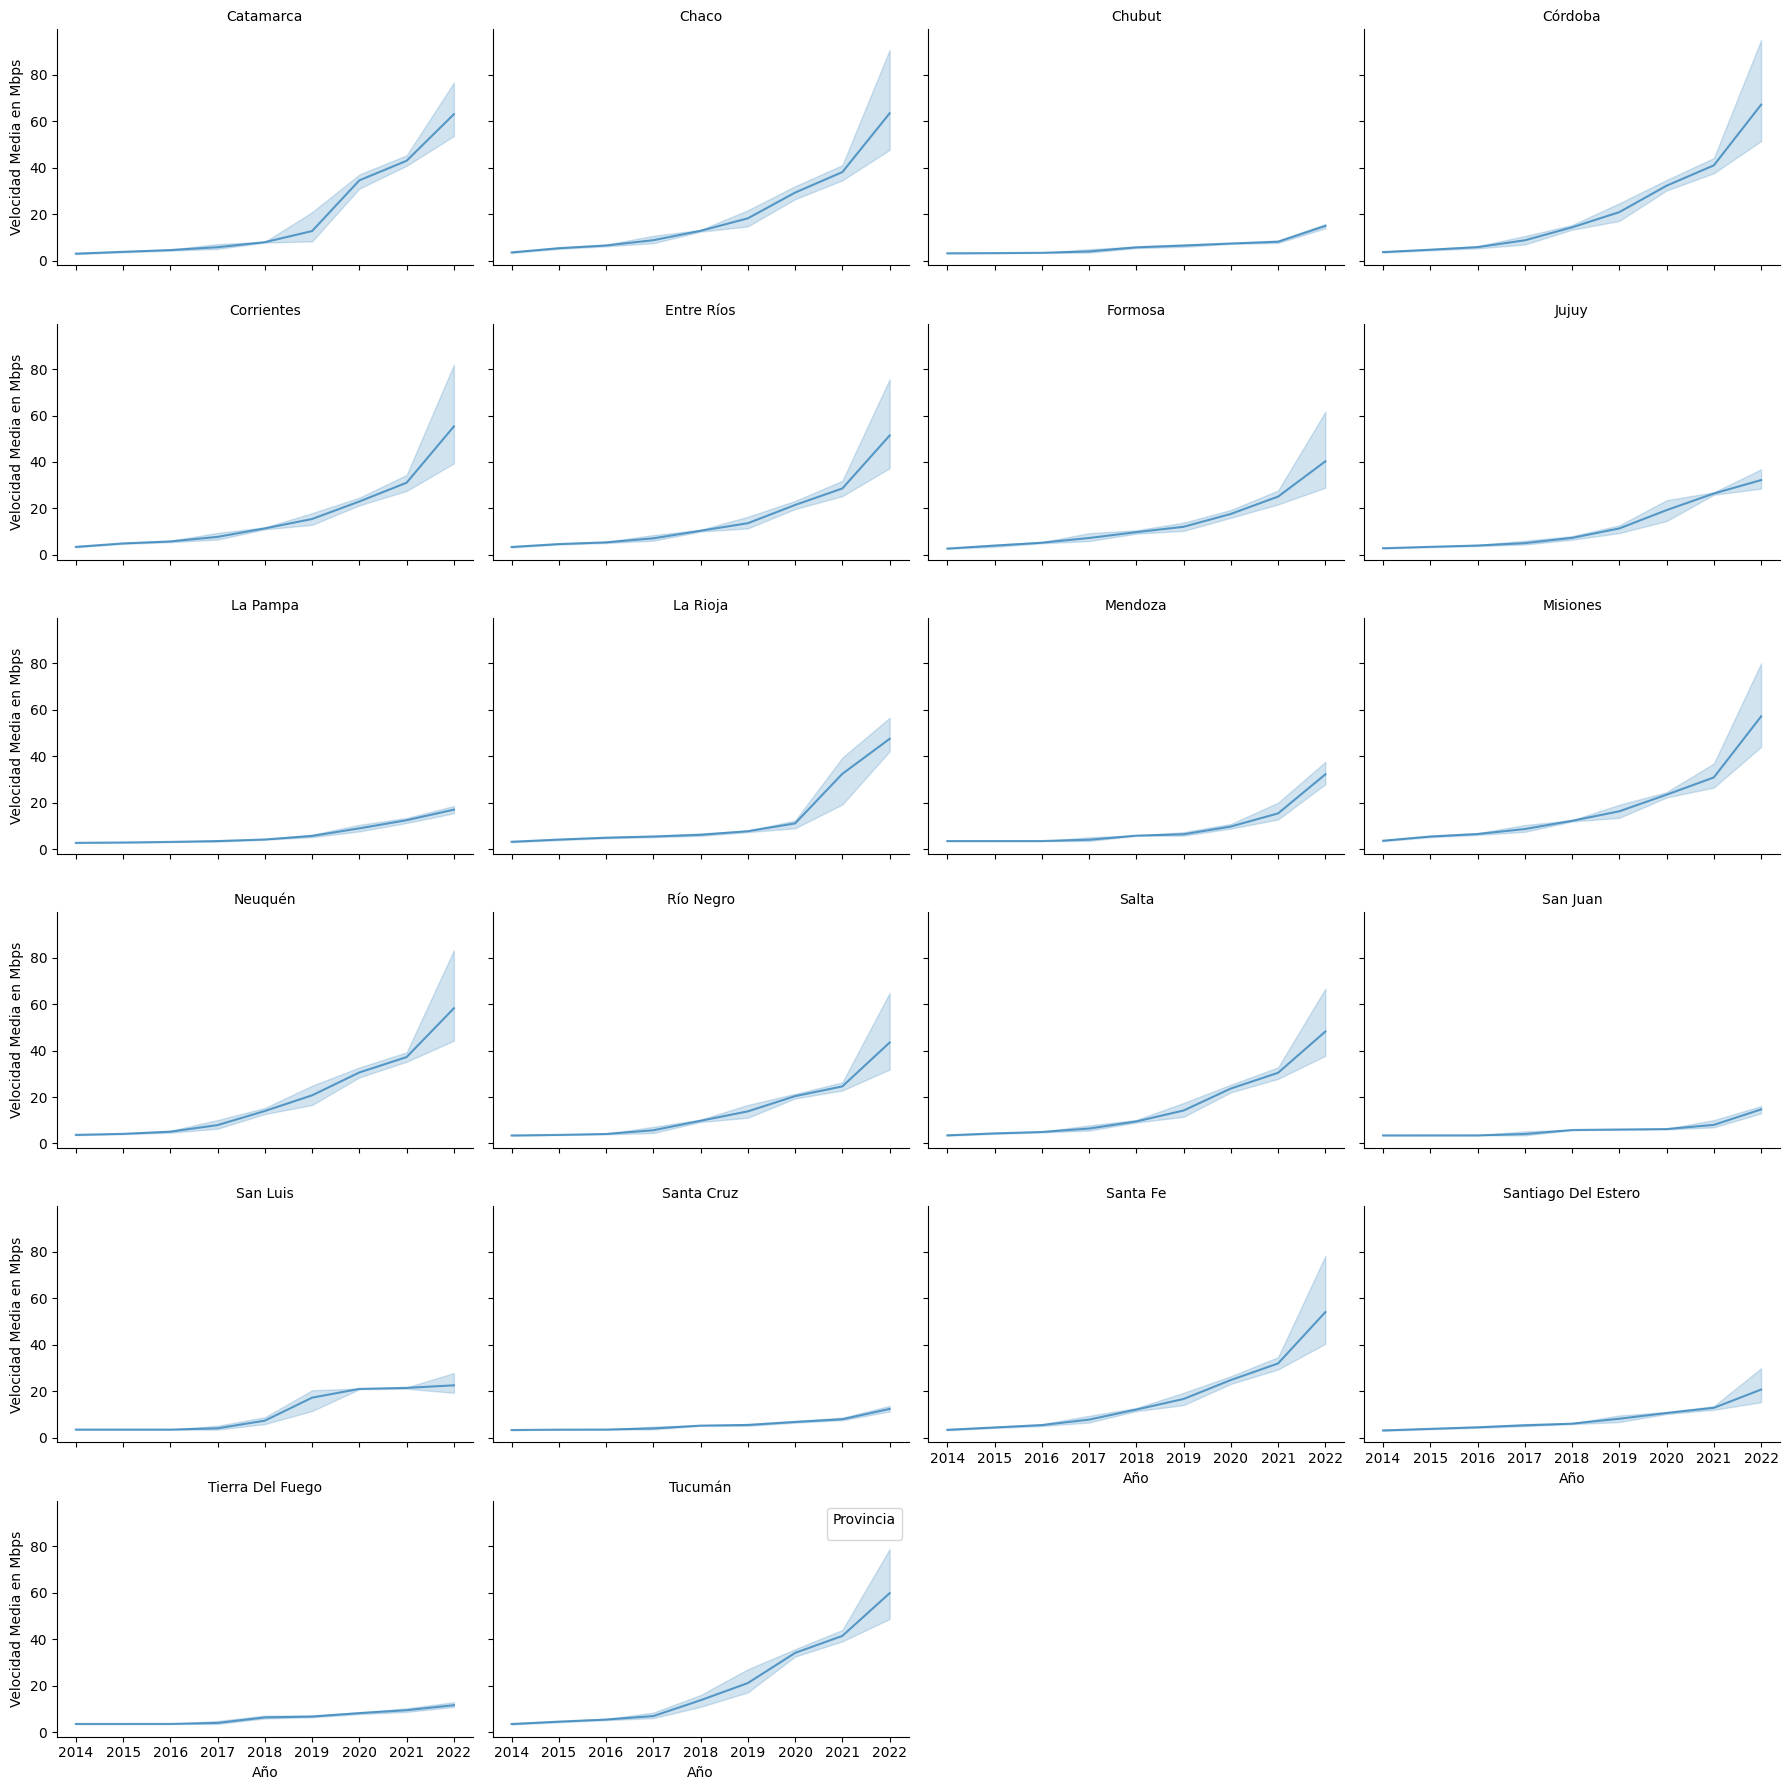 Catamarca
Chaco
Chubut
Córdoba
Velocidad Media en Mbps
80
60
40
20
0
Corrientes
Entre Ríos
Formosa
Jujuy
Velocidad Media en Mbps
80
60
40
20
0
La Pampa
La Rioja
Mendoza
Misiones
Velocidad Media en Mbps
80
60
40
20
0
Neuquén
Río Negro
Salta
San Juan
Velocidad Media en Mbps
80
60
40
20
0
San Luis
Santa Cruz
Santa Fe
Santiago Del Estero
Velocidad Media en Mbps
80
60
40
20
0
2014 2015 2016 2017 2018 2019 2020 2021 2022
Año
2014 2015 2016 2017 2018 2019 2020 2021 2022
Año
Tierra Del Fuego
Tucumán
Provincia
Velocidad Media en Mbps
80
60
40
20
0
2014 2015 2016 2017 2018 2019 2020 2021 2022
Año
2014 2015 2016 2017 2018 2019 2020 2021 2022
Año